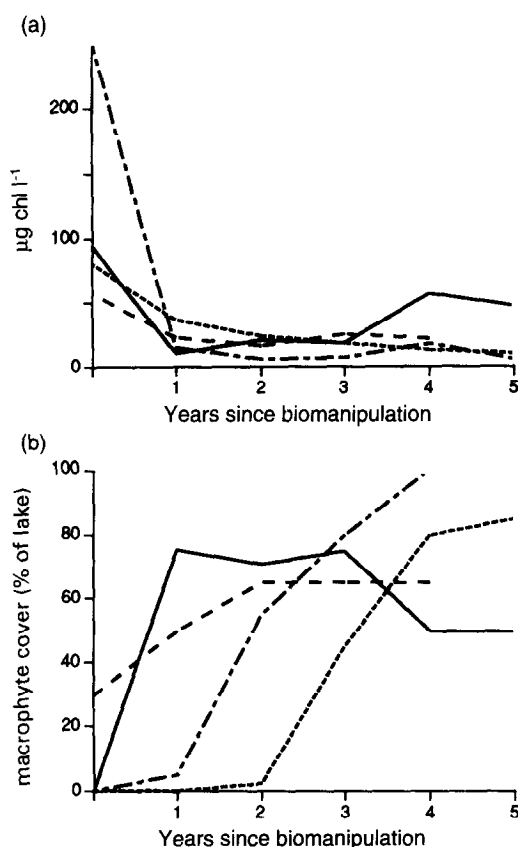 (a)
200
100
0
µg chl l-1
1 2 3 4 5
Years since biomanipulation
(b)
100
80
60
40
20
0
macrophyte cover (% of lake)
1 2 3 4 5
Years since biomanipulation